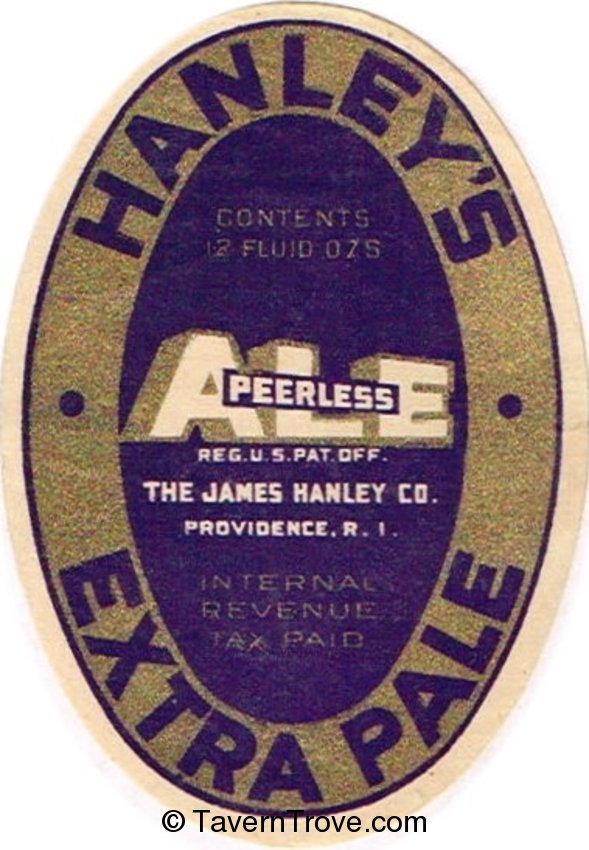 HANLEY'S
CONTENTS
12 FLUID OZS
ALE
PEERLESS
REG.U.S.PAT.OFF.
THE JAMES HANLEY CO.
PROVIDENCE, R. I.
INTERNAL
REVENUE
TAX PAID
EXTRA PALE
© TavernTrove.com